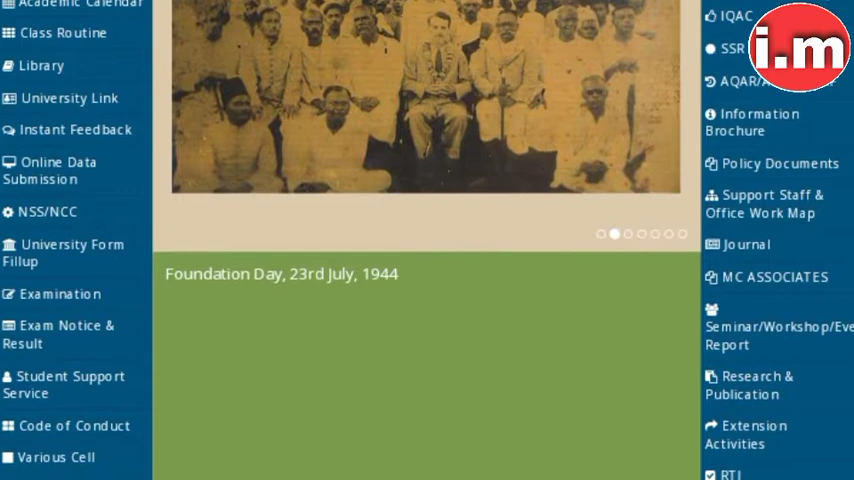 Academic Calendar
Class Routine
Library
University Link
Instant Feedback
Online Data
Submission
NSS/NCC
University Form
Fillup
Examination
Exam Notice &
Result
Student Support
Service
Code of Conduct
Various Cell
Foundation Day, 23rd July, 1944
IQAC
SSR
AQAR/
Information
Brochure
Policy Documents
Support Staff &
Office Work Map
Journal
MC ASSOCIATES
Seminar/Workshop/Eve
Report
Research &
Publication
Extension
Activities
RTI
i.m